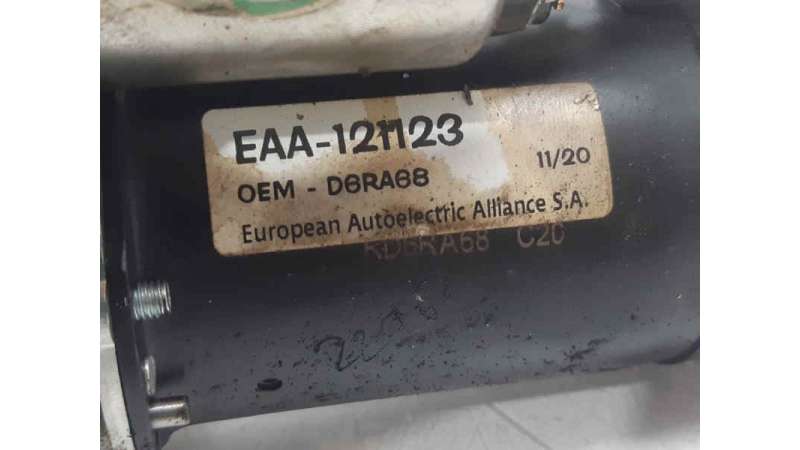 EAA-121123
OEM - D6RA68
11/20
European Autoelectric Alliance S.A.
RD6RA68 C20